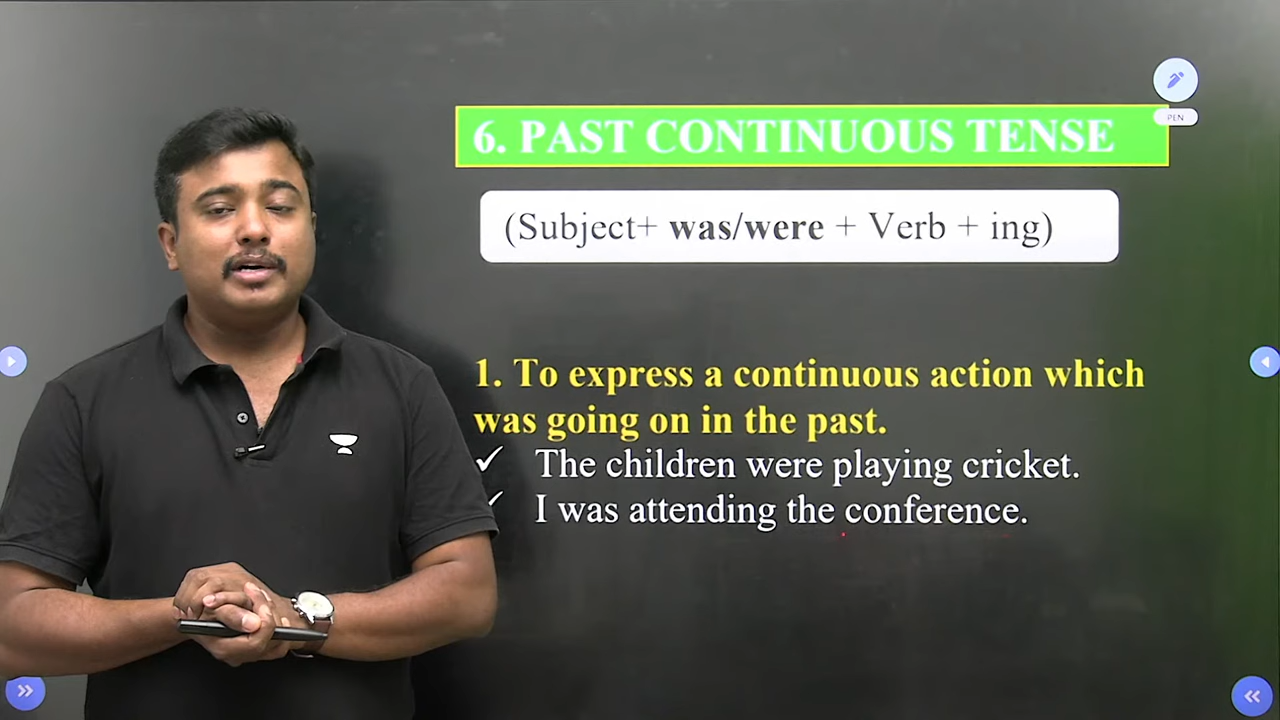 6. PAST CONTINUOUS TENSE
PEN
(Subject+ was/were + Verb + ing)
1. To express a continuous action which
was going on in the past.
✓ The children were playing cricket.
✓ I was attending the conference.